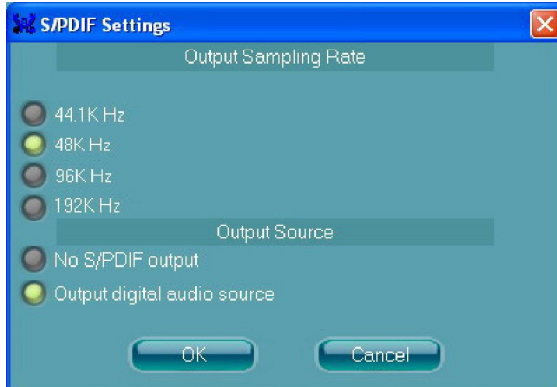 S/PDIF Settings
Output Sampling Rate
44.1K Hz
48K Hz
96K Hz
192K Hz
Output Source
No S/PDIF output
Output digital audio source
OK
Cancel